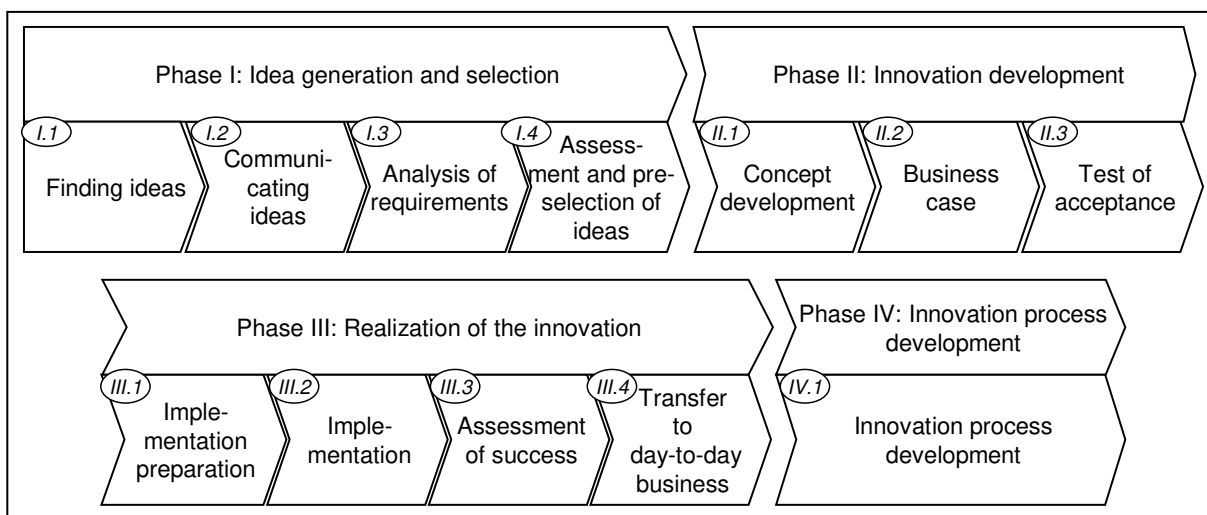 Phase I: Idea generation and selection
Phase II: Innovation development
I.1
Finding ideas
I.2
Communi-
cating
ideas
I.3
Analysis of
requirements
I.4
Assess-
ment and pre-
selection of
ideas
II.1
Concept
development
II.2
Business
case
II.3
Test of
acceptance
Phase III: Realization of the innovation
Phase IV: Innovation process
development
III.1
Imple-
mentation
preparation
III.2
Imple-
mentation
III.3
Assessment
of success
III.4
Transfer
to
day-to-day
business
IV.1
Innovation process
development